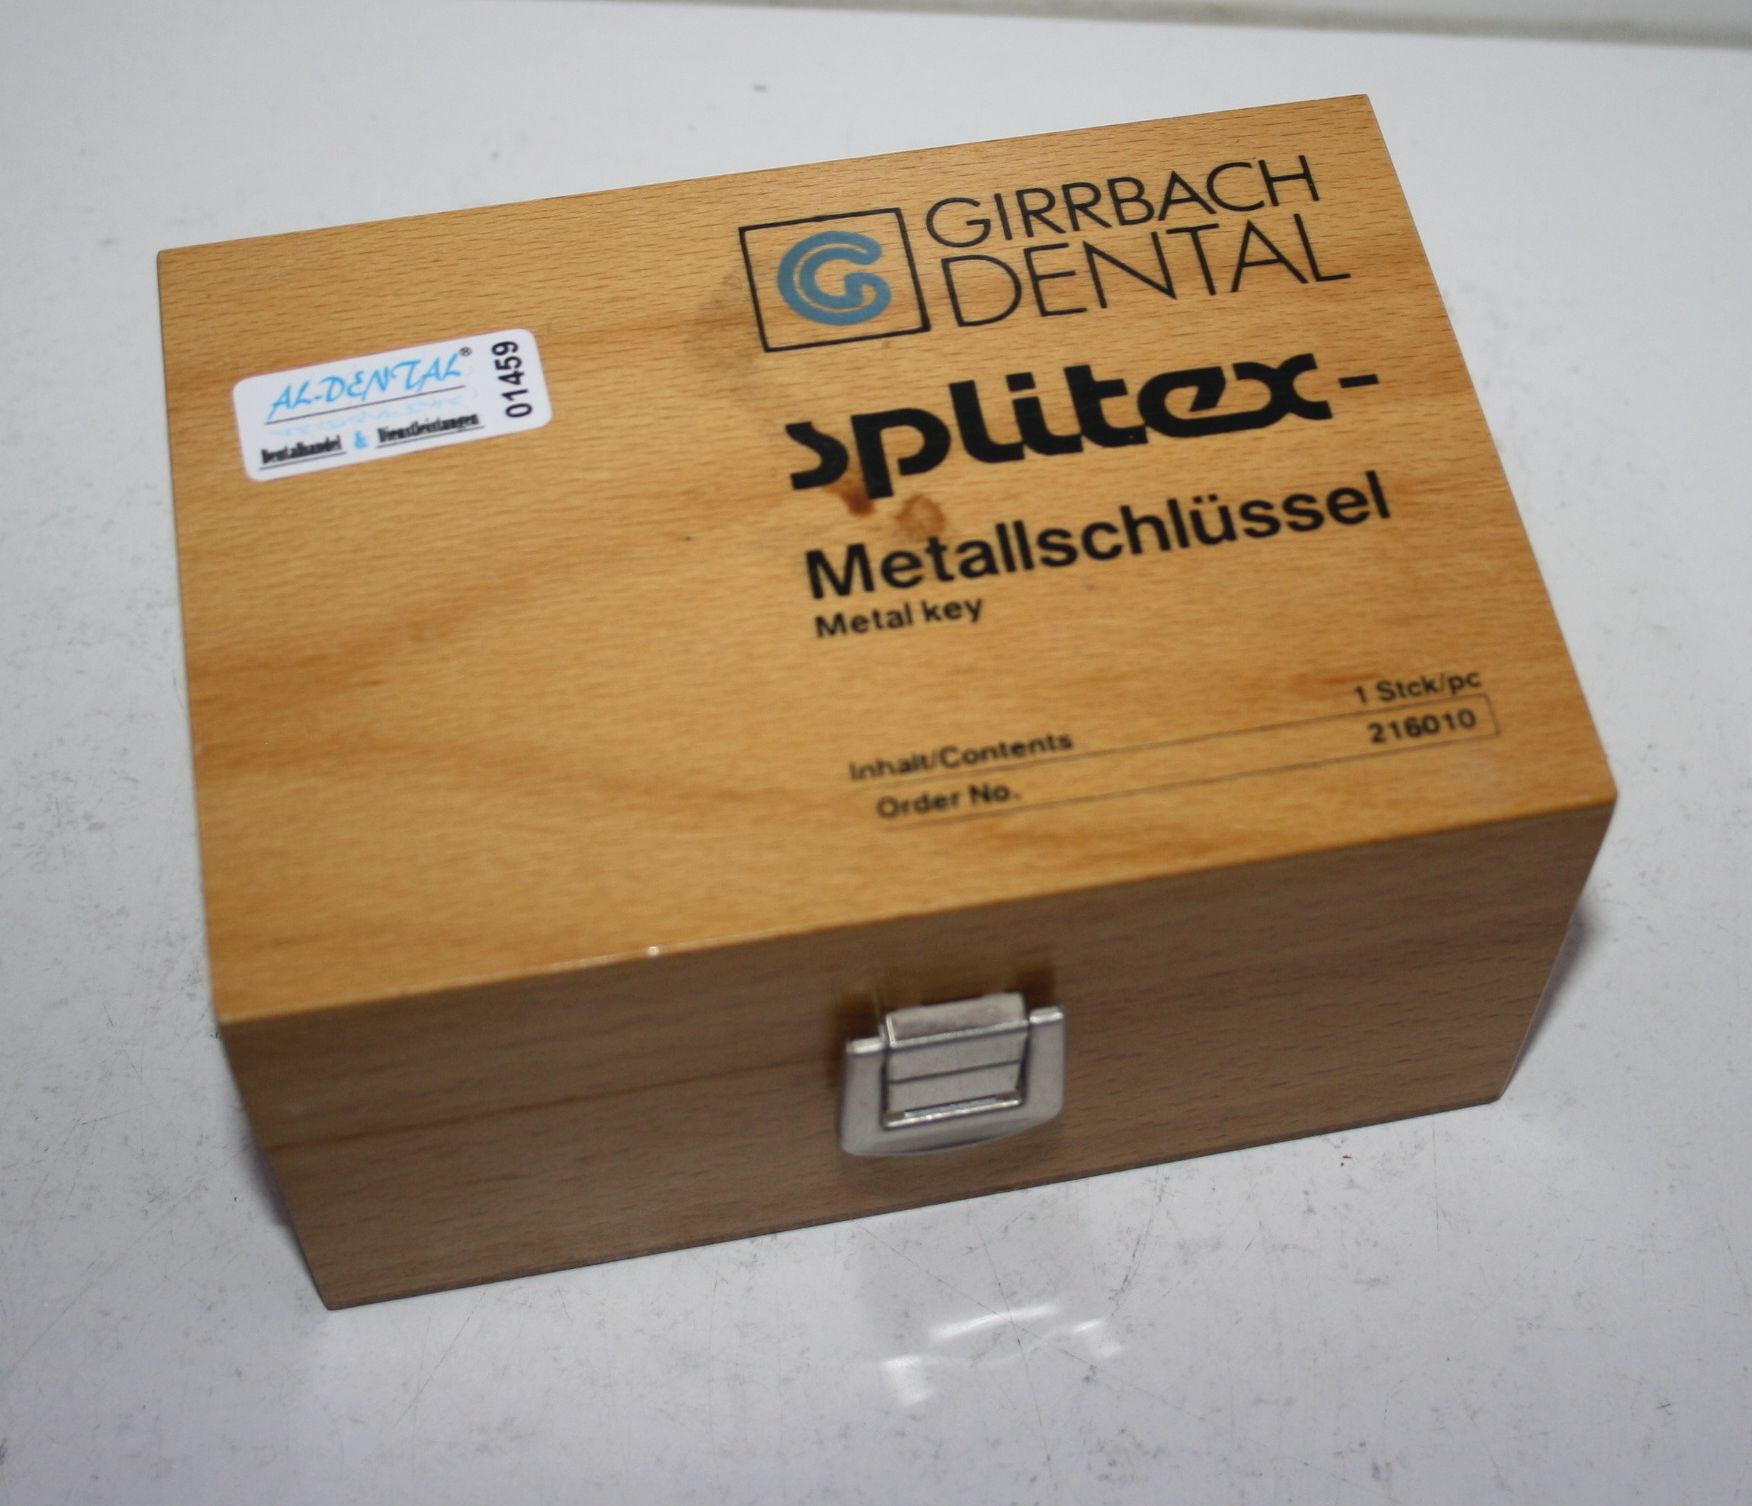 GIRRBACH
DENTAL
splitex-
Metallschlüssel
Metal key
Inhalt/Contents 1 Stck/pc
Order No. 216010
AL-DENTAL®
Dentalhandel & Dienstleistungen
01459